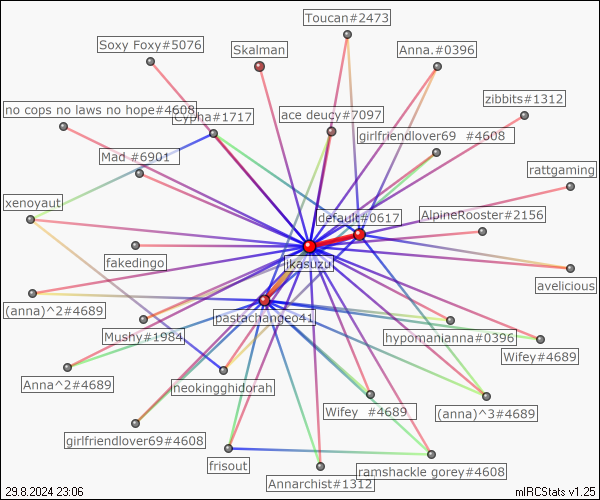 Toucan#2473
Soxy Foxy#5076
Skalman
Anna.#0396
zibbits#1312
no cops no laws no hope#4608
Cypha#1717
ace deucy#7097
girlfriendlover69 #4608
Mad #6901
rattgaming
xenoyaut
default#0617
AlpineRooster#2156
fakedingo
jkasuzu
avelicious
(anna)^2#4689
pastachangeo41
Mushy#1984
hypomanianna#0396
Wifey#4689
Anna^2#4689
neokingghidorah
Wifey #4689
(anna)^3#4689
girlfriendlover69#4608
frisout
ramshackle gorey#4608
Annarchist#1312
29.8.2024 23:06
mIRCStats v1.25